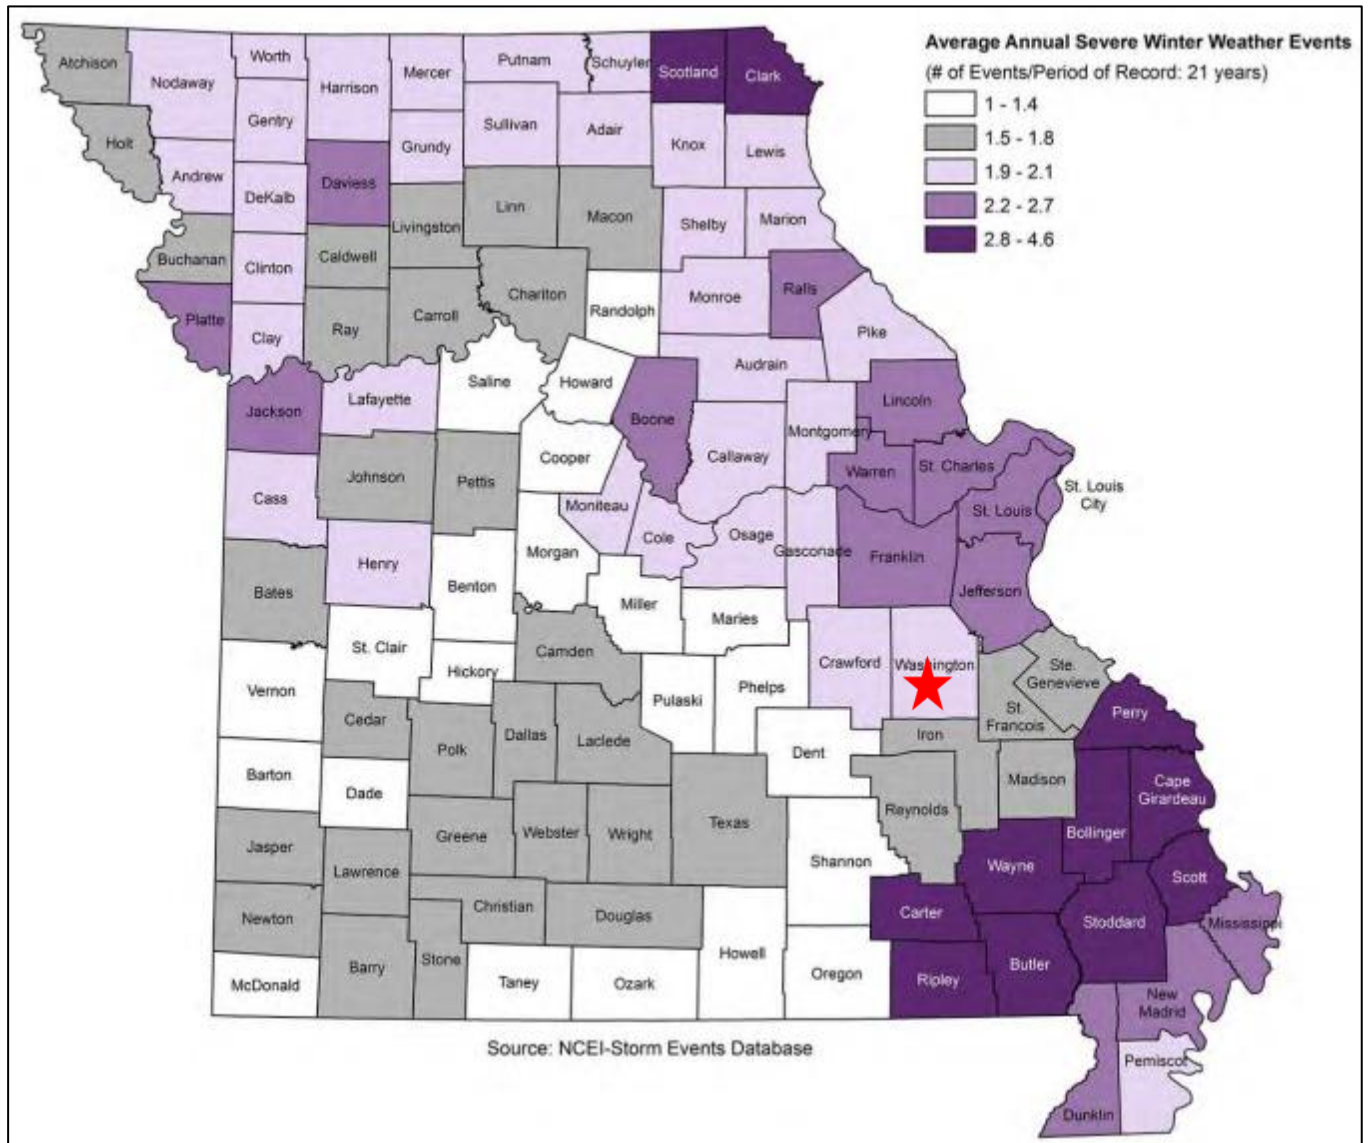 Average Annual Severe Winter Weather Events
(# of Events/Period of Record: 21 years)
1 - 1.4
1.5 - 1.8
1.9 - 2.1
2.2 - 2.7
2.8 - 4.6
Atchison
Nodaway
Worth
Harrison
Mercer
Putnam
Schuyler
Scotland
Clark
Holt
Gentry
Sullivan
Adair
Knox
Lewis
Andrew
DeKalb
Daviess
Grundy
Livingston
Linn
Macon
Shelby
Marion
Buchanan
Clinton
Caldwell
Chariton
Randolph
Monroe
Ralls
Pike
Platte
Clay
Ray
Carroll
Audrain
Saline
Howard
Jackson
Lafayette
Boone
Lincoln
Montgomery
Callaway
Cooper
Warren
St. Charles
Cass
Johnson
Pettis
Moniteau
Cole
Osage
Gasconade
Franklin
St. Louis
St. Louis
City
Henry
Morgan
Bates
Benton
Miller
Maries
Jefferson
St. Clair
Hickory
Camden
Pulaski
Phelps
Crawford
Washington
Ste.
Genevieve
St.
Francois
Perry
Vernon
Cedar
Polk
Dallas
Laclede
Dent
Iron
Madison
Cape
Girardeau
Barton
Dade
Reynolds
Bollinger
Jasper
Greene
Webster
Wright
Texas
Shannon
Wayne
Scott
Lawrence
Newton
Christian
Douglas
Carter
Stoddard
Mississippi
McDonald
Barry
Stone
Taney
Ozark
Howell
Oregon
Ripley
Butler
New
Madrid
Pemiscot
Dunklin
Source: NCEI-Storm Events Database